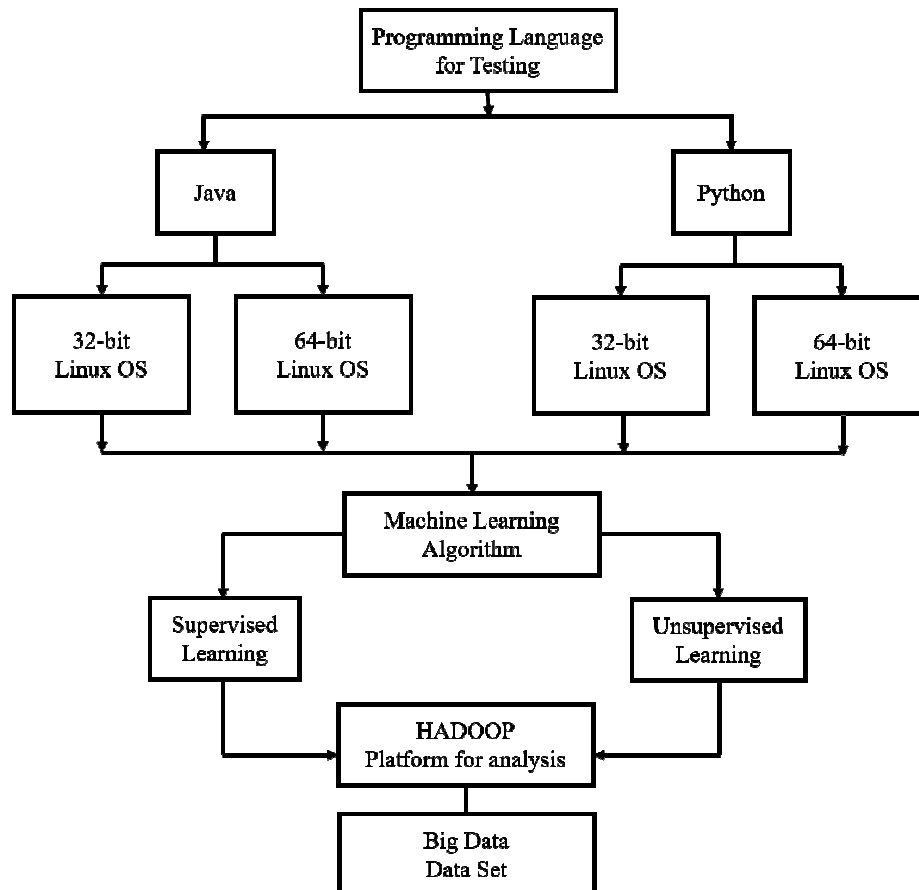 Programming Language
for Testing
Java
Python
32-bit
Linux OS
64-bit
Linux OS
32-bit
Linux OS
64-bit
Linux OS
Machine Learning
Algorithm
Supervised
Learning
Unsupervised
Learning
HADOOP
Platform for analysis
Big Data
Data Set